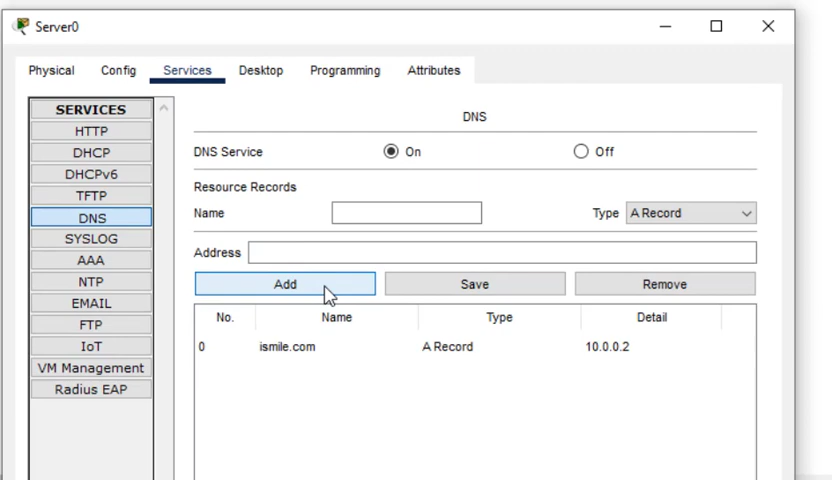 Server0
Physical Config Services Desktop Programming Attributes
SERVICES
HTTP
DHCP
DHCPv6
TFTP
DNS
SYSLOG
AAA
NTP
EMAIL
FTP
IoT
VM Management
Radius EAP
DNS
DNS Service On Off
Resource Records
Name Type A Record
Address
Add Save Remove
No. Name Type Detail
0 ismile.com A Record 10.0.0.2